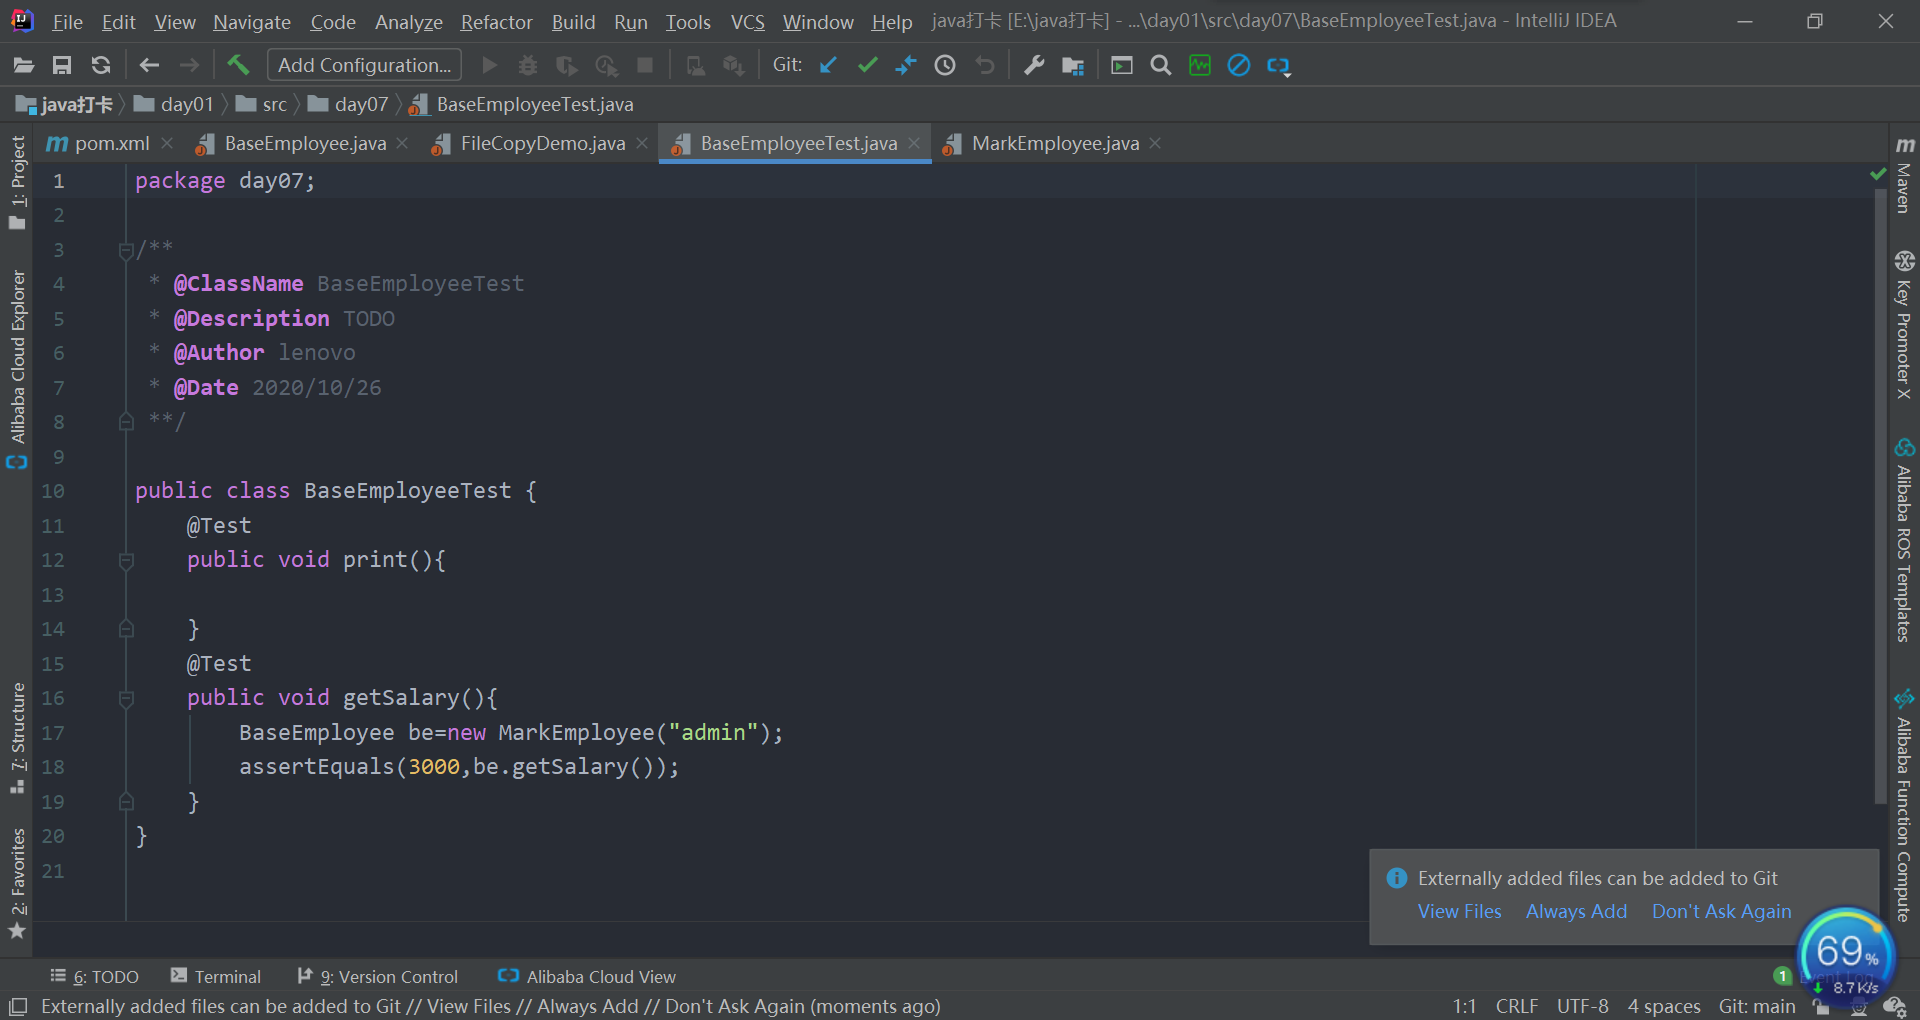 File Edit View Navigate Code Analyze Refactor Build Run Tools VCS Window Help java打卡 [E:\java打卡] - ...\day01\src\day07\BaseEmployeeTest.java - IntelliJ IDEA
Add Configuration... Git:
java打卡 day01 src day07 BaseEmployeeTest.java
pom.xml BaseEmployee.java FileCopyDemo.java BaseEmployeeTest.java MarkEmployee.java
1: Project
Alibaba Cloud Explorer
7: Structure
2: Favorites
1 package day07;
2
3 /**
4 * @ClassName BaseEmployeeTest
5 * @Description TODO
6 * @Author lenovo
7 * @Date 2020/10/26
8 **/
9
10 public class BaseEmployeeTest {
11 @Test
12 public void print(){
13
14 }
15 @Test
16 public void getSalary(){
17 BaseEmployee be=new MarkEmployee("admin");
18 assertEquals(3000,be.getSalary());
19 }
20 }
21
Maven
Key Promoter X
Alibaba ROS Templates
Alibaba Function Compute
Externally added files can be added to Git
View Files Always Add Don't Ask Again
69%
8.7K/s
6: TODO Terminal 9: Version Control Alibaba Cloud View 1 Event Log
Externally added files can be added to Git // View Files // Always Add // Don't Ask Again (moments ago) 1:1 CRLF UTF-8 4 spaces Git: main